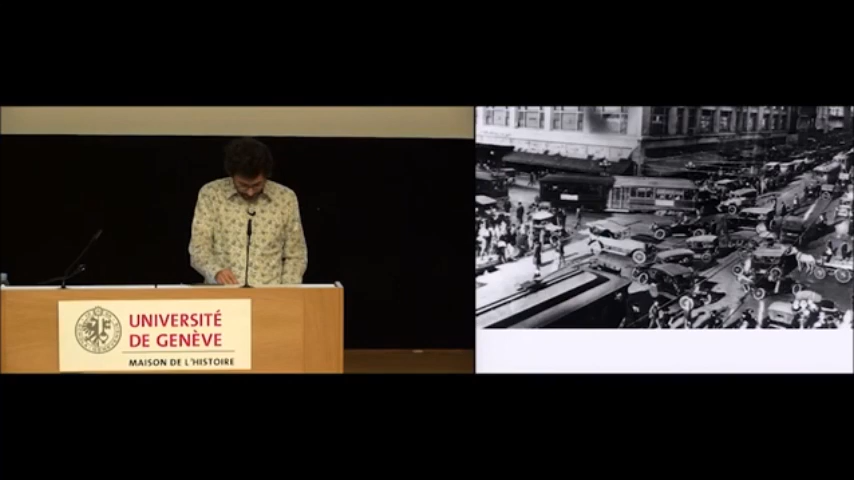 UNIVERSITÉ
DE GENÈVE
MAISON DE L'HISTOIRE